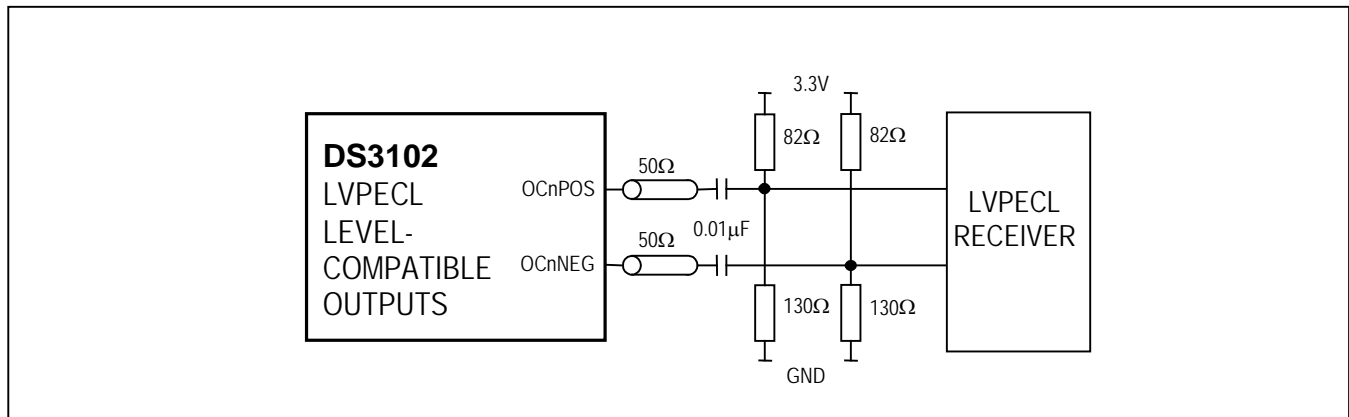 3.3V
82Ω
82Ω
DS3102
LVPECL
LEVEL-
COMPATIBLE
OUTPUTS
OCnPOS
50Ω
0.01μF
OCnNEG
50Ω
130Ω
130Ω
GND
LVPECL
RECEIVER